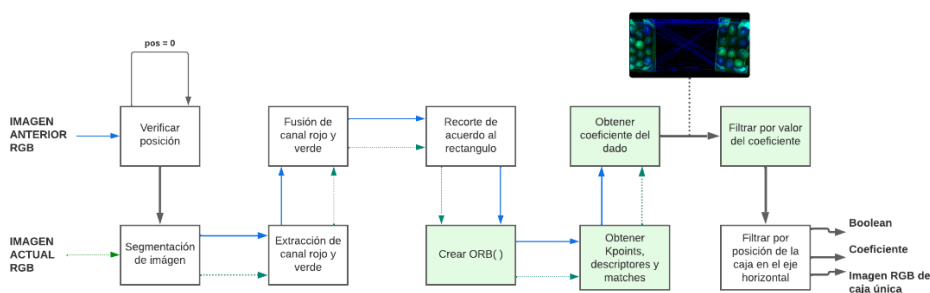 pos = 0
IMAGEN
ANTERIOR
RGB
Verificar
posición
Fusión de
canal rojo y
verde
Recorte de
acuerdo al
rectangulo
Obtener
coeficiente del
dado
Filtrar por valor
del coeficiente
IMAGEN
ACTUAL
RGB
Segmentación
de imágen
Extracción de
canal rojo y
verde
Crear ORB( )
Obtener
Kpoints,
descriptores y
matches
Filtrar por
posición de la
caja en el eje
horizontal
Boolean
Coeficiente
Imagen RGB de
caja única